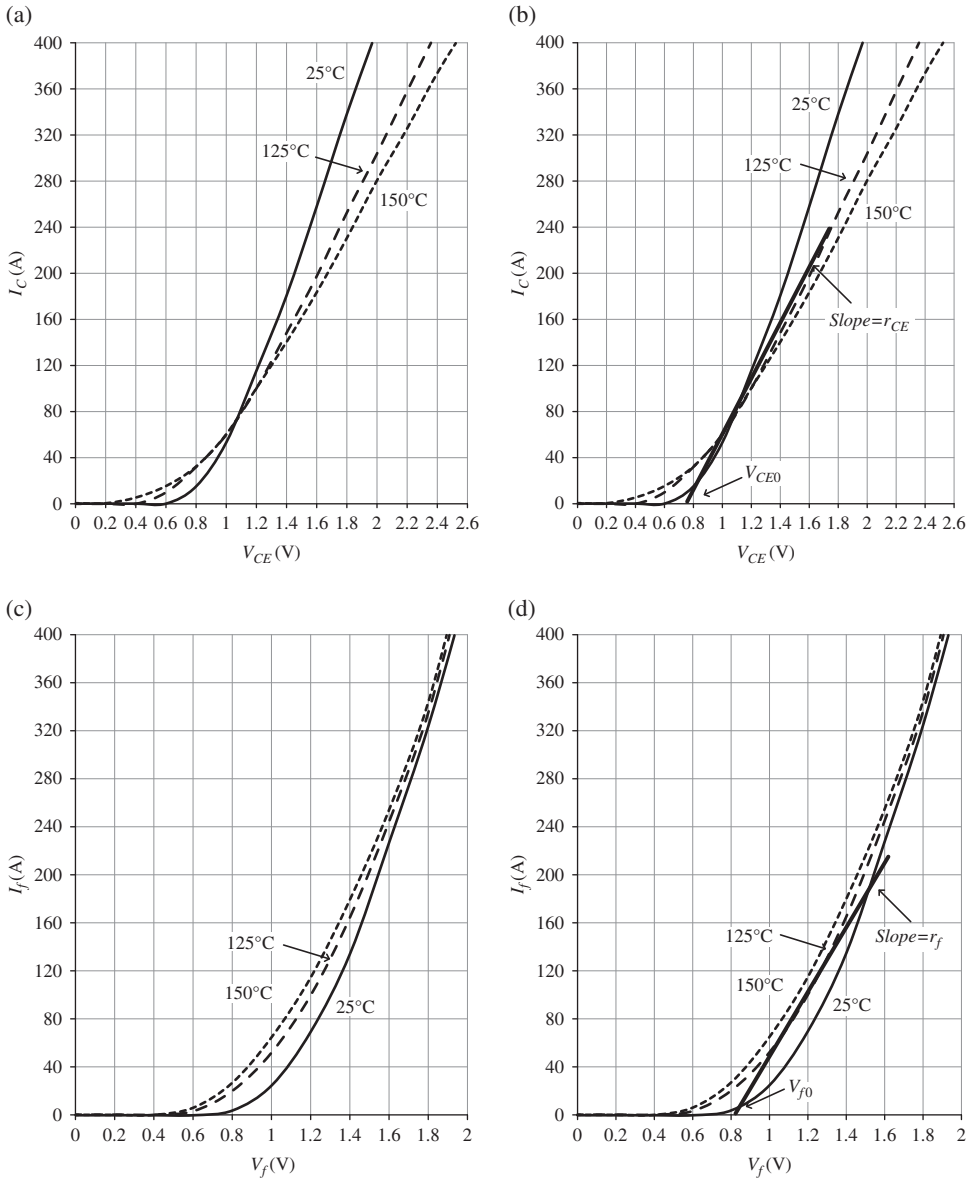 (a)
400
360
320
280
240
200
160
120
80
40
0
I_C (A)
25°C
125°C
150°C
0 0.2 0.4 0.6 0.8 1 1.2 1.4 1.6 1.8 2 2.2 2.4 2.6
V_CE (V)
(b)
400
360
320
280
240
200
160
120
80
40
0
I_C (A)
25°C
125°C
150°C
Slope=r_CE
V_CE0
0 0.2 0.4 0.6 0.8 1 1.2 1.4 1.6 1.8 2 2.2 2.4 2.6
V_CE (V)
(c)
400
360
320
280
240
200
160
120
80
40
0
I_f (A)
125°C
150°C
25°C
0 0.2 0.4 0.6 0.8 1 1.2 1.4 1.6 1.8 2
V_f (V)
(d)
400
360
320
280
240
200
160
120
80
40
0
I_f (A)
125°C
Slope=r_f
150°C
25°C
V_f0
0 0.2 0.4 0.6 0.8 1 1.2 1.4 1.6 1.8 2
V_f (V)